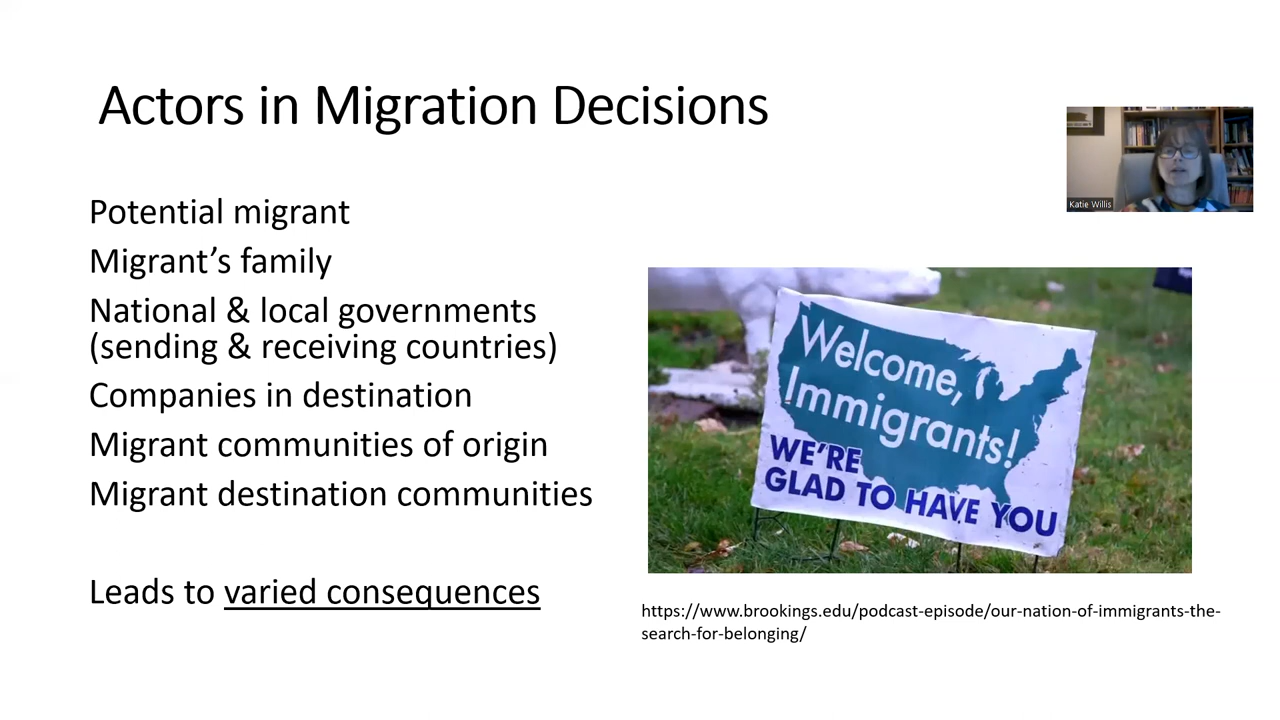 Actors in Migration Decisions
Katie Willis
Potential migrant
Migrant’s family
National & local governments
(sending & receiving countries)
Companies in destination
Migrant communities of origin
Migrant destination communities
Leads to varied consequences
Welcome,
Immigrants!
WE'RE
GLAD TO HAVE YOU
https://www.brookings.edu/podcast-episode/our-nation-of-immigrants-the-
search-for-belonging/